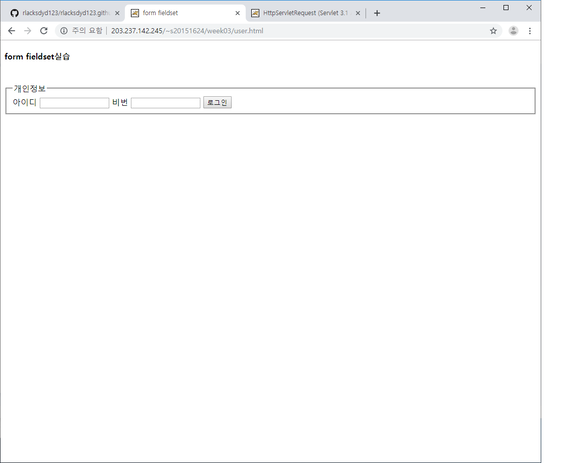 rlacksdyd123/rlacksdyd123.gith
form fieldset
HttpServletRequest (Servlet 3.1
주의 요함
203.237.142.245/~s20151624/week03/user.html
form fieldset실습
개인정보
아이디
비번
로그인